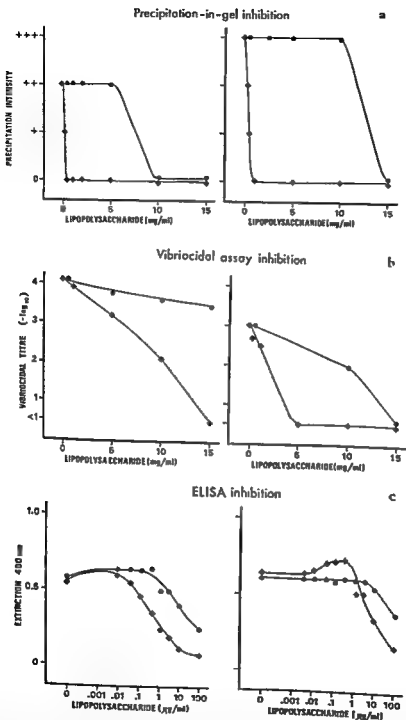 Precipitation-in-gel inhibition
a
PRECIPITATION INTENSITY
+++
++
+
0
0 5 10 15
0 5 10 15
LIPOPOLYSACCHARIDE(mg/ml)
LIPOPOLYSACCHARIDE(mg/ml)
Vibriocidal assay inhibition
b
VIBRIOCIDAL TITRE (-log10)
4
3
2
1
<1
0 5 10 15
0 5 10 15
LIPOPOLYSACCHARIDE(mg/ml)
LIPOPOLYSACCHARIDE(mg/ml)
ELISA inhibition
c
EXTINCTION 400nm
1.0
0.5
0
0 .001 .01 .1 1 10 100
0 .001 .01 .1 1 10 100
LIPOPOLYSACCHARIDE (µg/ml)
LIPOPOLYSACCHARIDE (µg/ml)